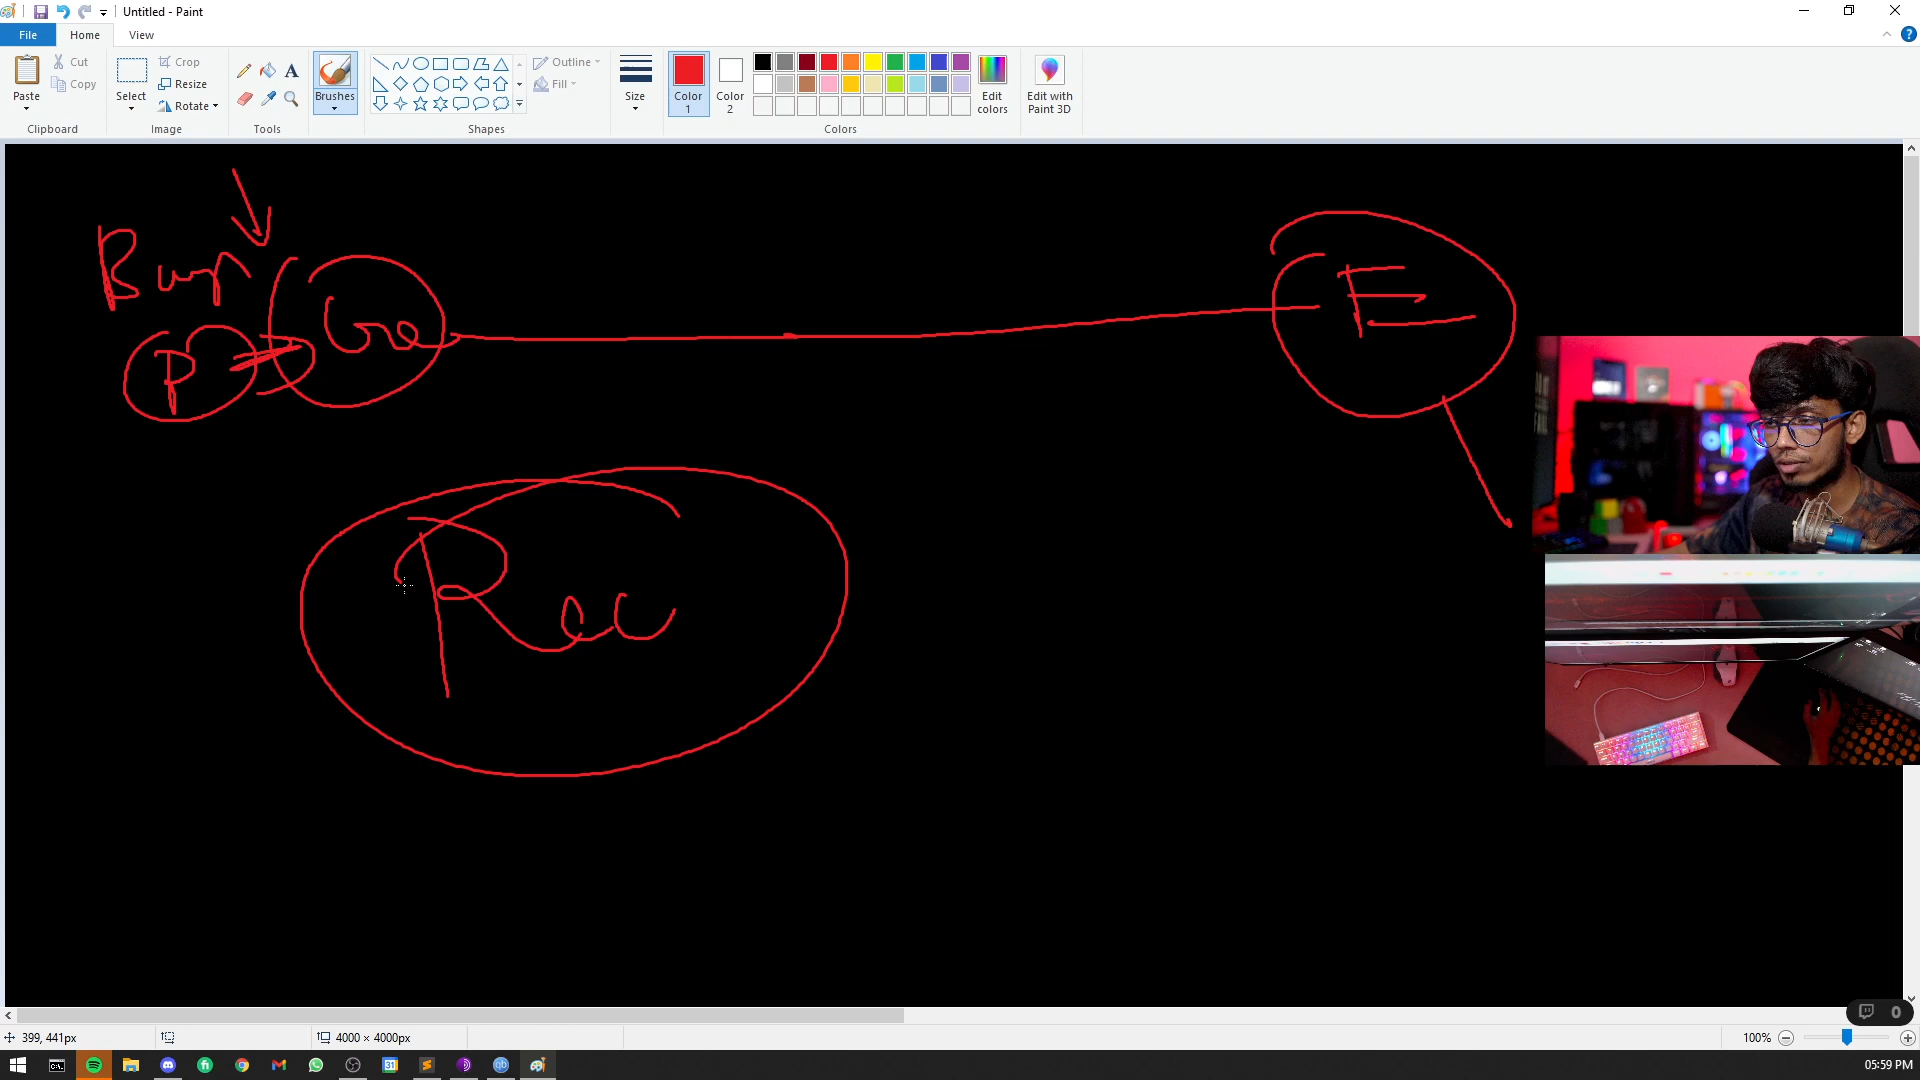 Untitled - Paint
File Home View
Paste
Cut
Copy
Clipboard
Select
Crop
Resize
Rotate
Image
Tools
Brushes
Shapes
Outline
Fill
Size
Color 1
Color 2
Edit colors
Edit with Paint 3D
Colors
P
E
Rec
0
399, 441px
4000 × 4000px
100%
05:59 PM